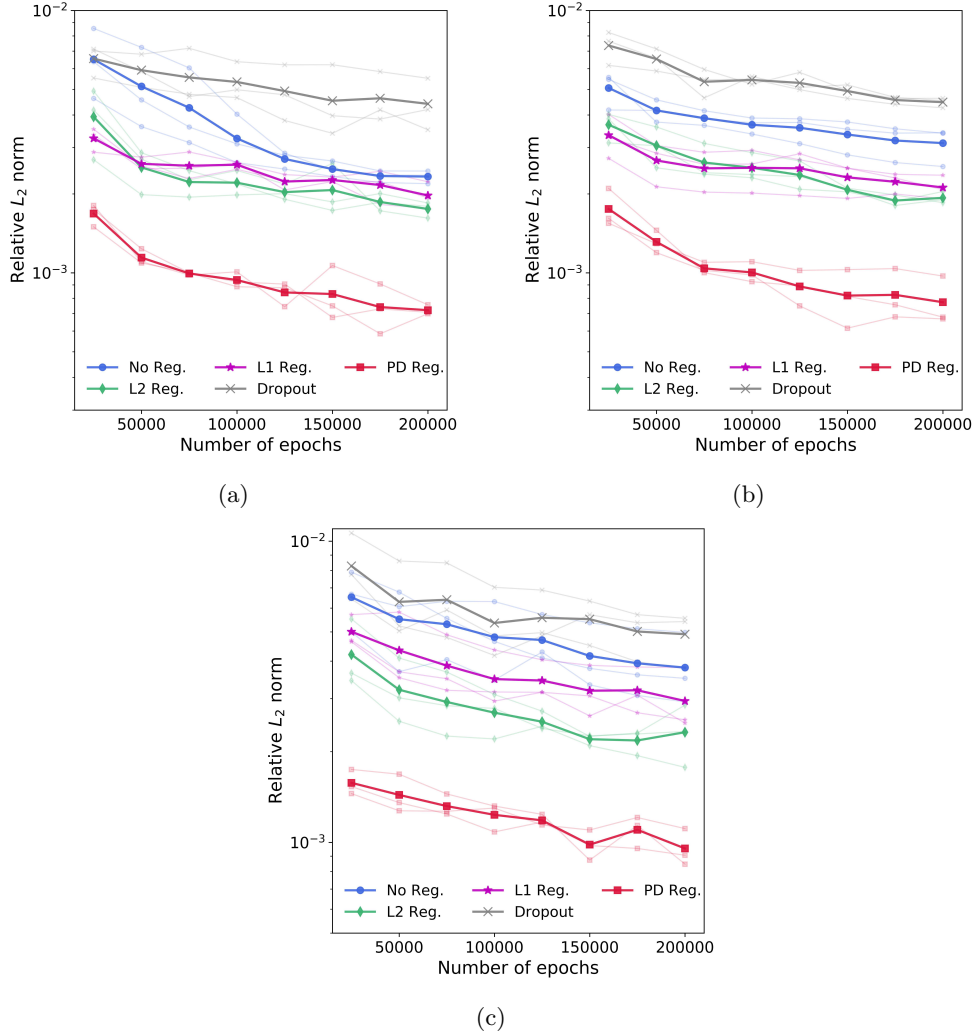 10⁻²
10⁻³
Relative L₂ norm
No Reg.
L1 Reg.
PD Reg.
L2 Reg.
Dropout
50000 100000 150000 200000
Number of epochs
(a)
10⁻²
10⁻³
Relative L₂ norm
No Reg.
L1 Reg.
PD Reg.
L2 Reg.
Dropout
50000 100000 150000 200000
Number of epochs
(b)
10⁻²
10⁻³
Relative L₂ norm
No Reg.
L1 Reg.
PD Reg.
L2 Reg.
Dropout
50000 100000 150000 200000
Number of epochs
(c)